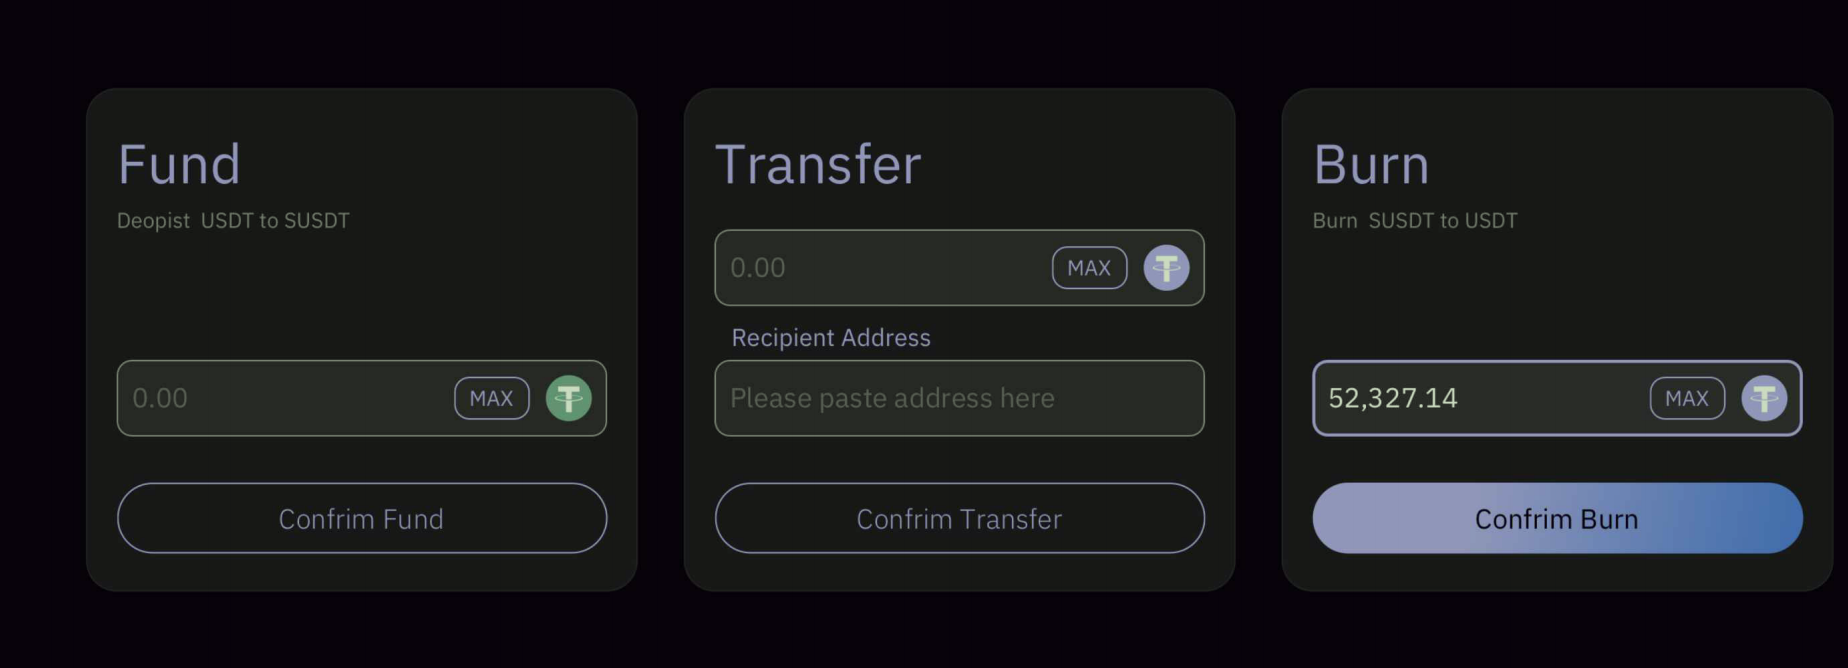 Fund
Deopist USDT to SUSDT
0.00
MAX
Confrim Fund
Transfer
0.00
MAX
Recipient Address
Please paste address here
Confrim Transfer
Burn
Burn SUSDT to USDT
52,327.14
MAX
Confrim Burn